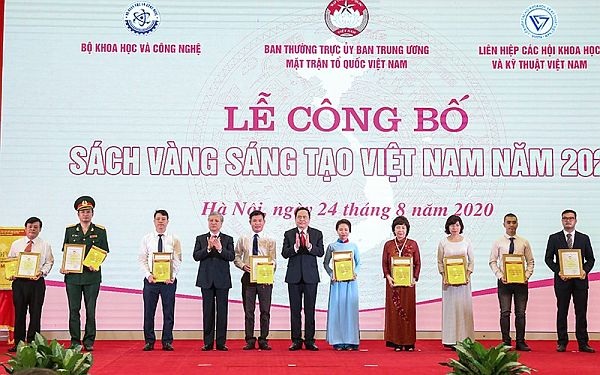 BỘ KHOA HỌC VÀ CÔNG NGHỆ
BAN THƯỜNG TRỰC ỦY BAN TRUNG ƯƠNG
MẶT TRẬN TỔ QUỐC VIỆT NAM
LIÊN HIỆP CÁC HỘI KHOA HỌC
VÀ KỸ THUẬT VIỆT NAM
LỄ CÔNG BỐ
SÁCH VÀNG SÁNG TẠO VIỆT NAM NĂM 202
Hà Nội, ngày 24 tháng 8 năm 2020